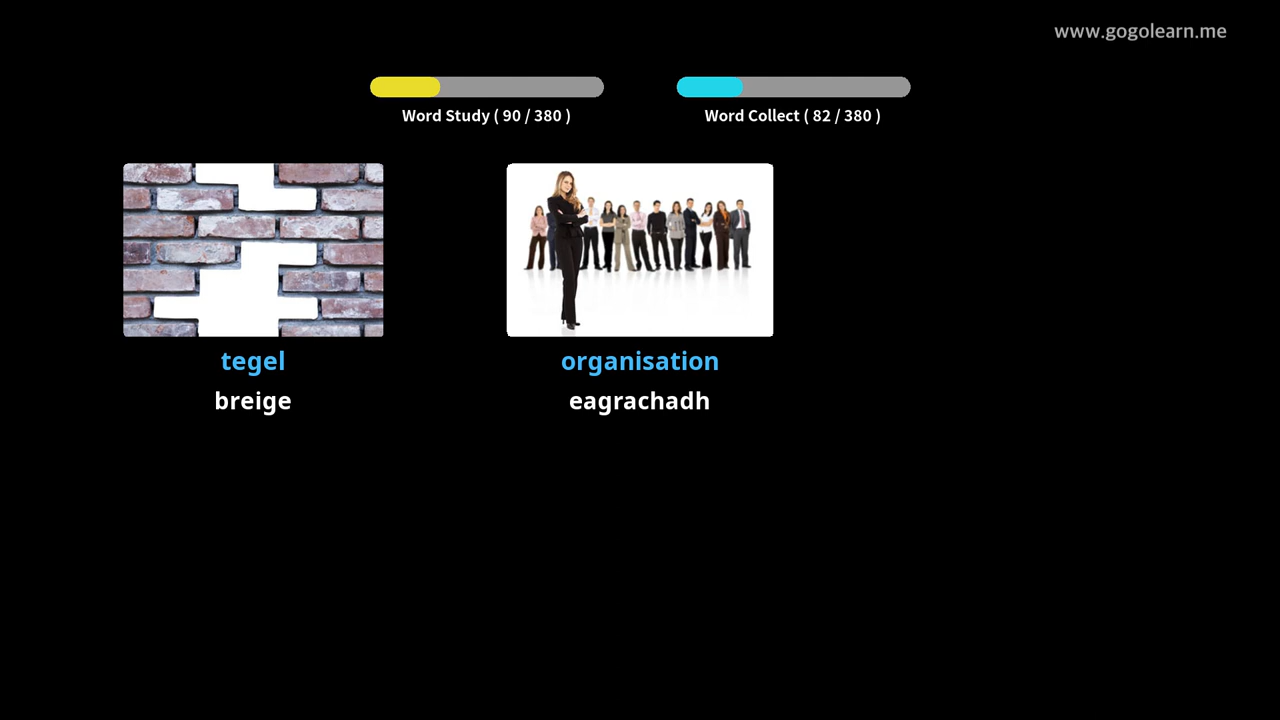 www.gogolearn.me
Word Study ( 90 / 380 )
Word Collect ( 82 / 380 )
tegel
breige
organisation
eagrachadh